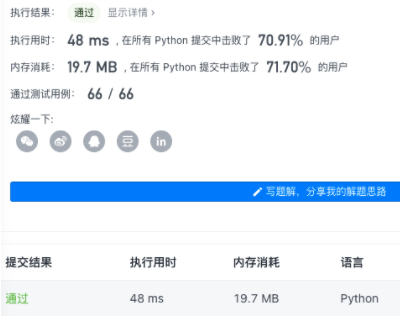 执行结果： 通过 显示详情 ›
执行用时： 48 ms , 在所有 Python 提交中击败了 70.91% 的用户
内存消耗： 19.7 MB , 在所有 Python 提交中击败了 71.70% 的用户
通过测试用例： 66 / 66
炫耀一下:
豆 in
写题解，分享我的解题思路
提交结果 执行用时 内存消耗 语言
通过 48 ms 19.7 MB Python